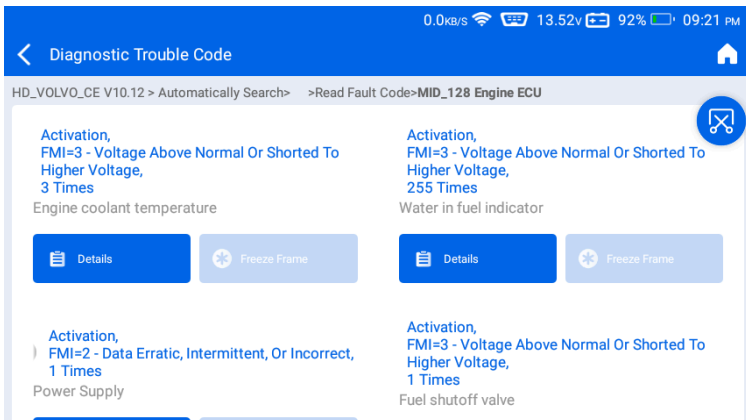 0.0KB/S 13.52v 92% 09:21 PM
Diagnostic Trouble Code
HD_VOLVO_CE V10.12 > Automatically Search> >Read Fault Code>MID_128 Engine ECU
Activation,
FMI=3 - Voltage Above Normal Or Shorted To
Higher Voltage,
3 Times
Engine coolant temperature
Details
Freeze Frame
Activation,
FMI=3 - Voltage Above Normal Or Shorted To
Higher Voltage,
255 Times
Water in fuel indicator
Details
Freeze Frame
Activation,
FMI=2 - Data Erratic, Intermittent, Or Incorrect,
1 Times
Power Supply
Activation,
FMI=3 - Voltage Above Normal Or Shorted To
Higher Voltage,
1 Times
Fuel shutoff valve